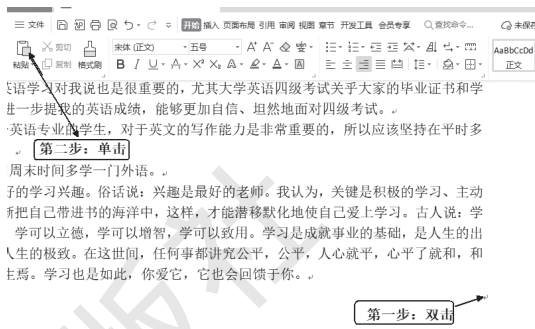 三 文件 开始 插入 页面布局 引用 审阅 视图 章节 开发工具 会员专享 查找命令... 未保存
粘贴 剪切 复制 格式刷 宋体 (正文) 五号 A⁺ A⁻ AaBbCcDd
B I U A X² X₂ A A A 正文
英语学习对我说也是很重要的，尤其大学英语四级考试关乎大家的毕业证书和学
进一步提我的英语成绩，能够更加自信、坦然地面对四级考试。
英语专业的学生，对于英文的写作能力是非常重要的，所以应该坚持在平时多
第二步：单击
周末时间多学一门外语。
子的学习兴趣。俗话说：兴趣是最好的老师。我认为，关键是积极的学习、主动
所把自己带进书的海洋中，这样，才能潜移默化地使自己爱上学习。古人说：学
学可以立德，学可以增智，学可以致用。学习是成就事业的基础，是人生的出
人生的极致。在这世间，任何事都讲究公平，公平，人心就平，心平了就和，和
生焉。学习也是如此，你爱它，它也会回馈于你。
第一步：双击
版社